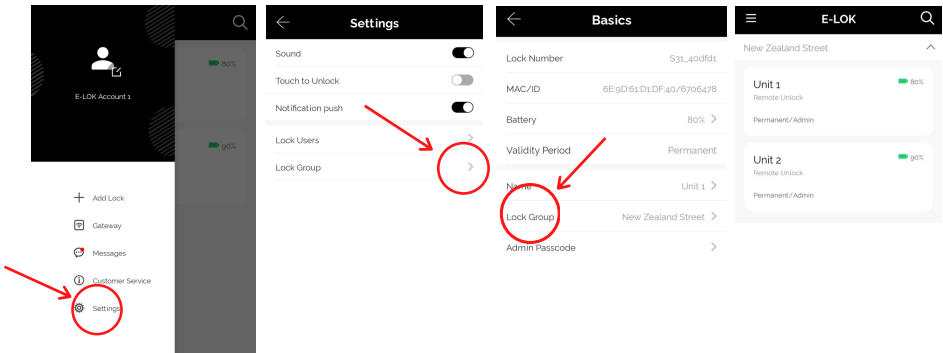 80%
E-LOK Account 1
90%
Add Lock
Gateway
Messages
Customer Service
Settings
Settings
Sound
Touch to Unlock
Notification push
Lock Users
Lock Group
Basics
Lock Number S31_40dfd1
MAC/ID 6E:9D:61:D1:DF:40/6706478
Battery 80%
Validity Period Permanent
Name Unit 1
Lock Group New Zealand Street
Admin Passcode
E-LOK
New Zealand Street
Unit 1 80%
Remote Unlock
Permanent/Admin
Unit 2 90%
Remote Unlock
Permanent/Admin